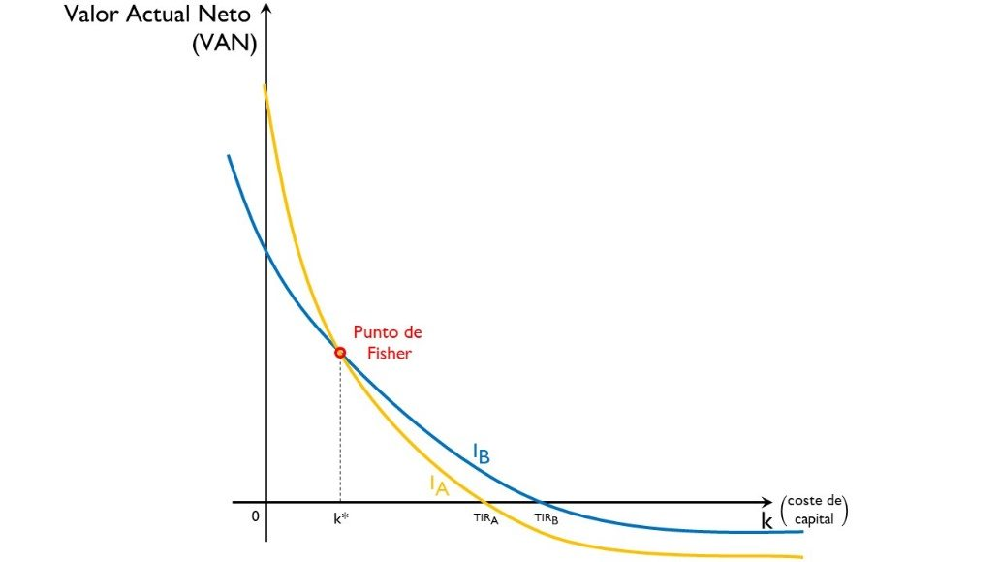 Valor Actual Neto
(VAN)
Punto de
Fisher
IB
IA
0
k*
TIRA
TIRB
k
(coste de
capital)